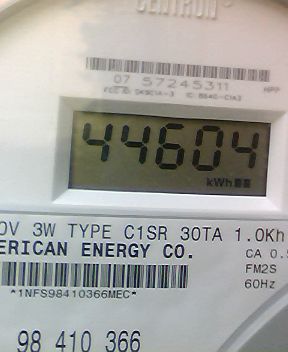 CENTRON
07 57245311
44604
kWh
0V 3W TYPE C1SR 30TA 1.0Kh
ERICAN ENERGY CO.
CA 0.5
FM2S
60Hz
*1NFS98410366MEC*
98 410 366